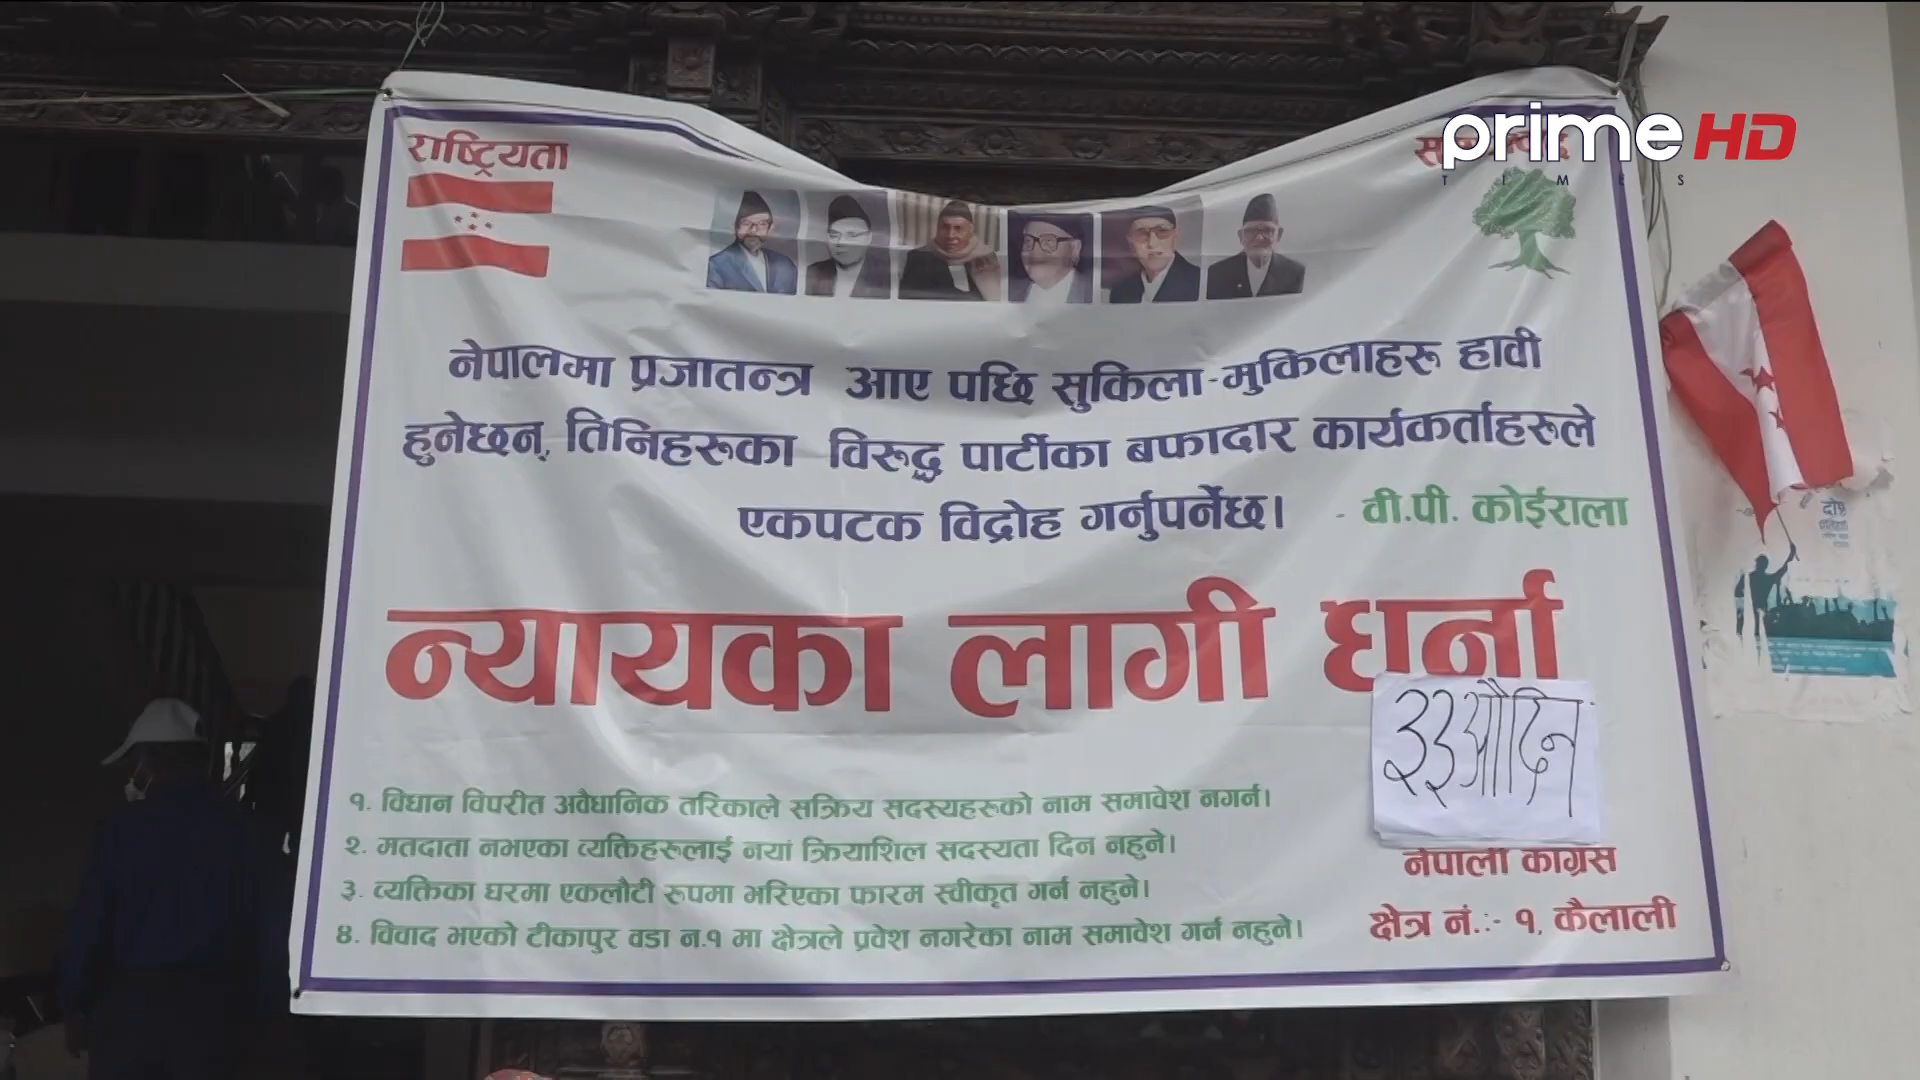 prime HD
TIMES
राष्ट्रियता
नेपालमा प्रजातन्त्र आए पछि सुकिला-मुकिलाहरू हावी
हुनेछन्, तिनिहरूका विरूद्ध पार्टीका बफादार कार्यकर्ताहरूले
एकपटक विद्रोह गर्नुपर्नेछ। - वी.पी. कोईराला
न्यायका लागी धर्ना
३३औ दिन
१. विधान विपरीत अवैधानिक तरिकाले सक्रिय सदस्यहरूको नाम समावेश नगर्न।
२. मतदाता नभएका व्यक्तिहरूलाई नयां क्रियाशिल सदस्यता दिन नहुने।
३. व्यक्तिका घरमा एकलौटी रूपमा भरिएका फारम स्वीकृत गर्न नहुने।
४. विवाद भएको टीकापुर वडा न.१ मा क्षेत्रले प्रवेश नगरेका नाम समावेश गर्न नहुने।
नेपाली काग्रेस
क्षेत्र नं.:- १, कैलाली